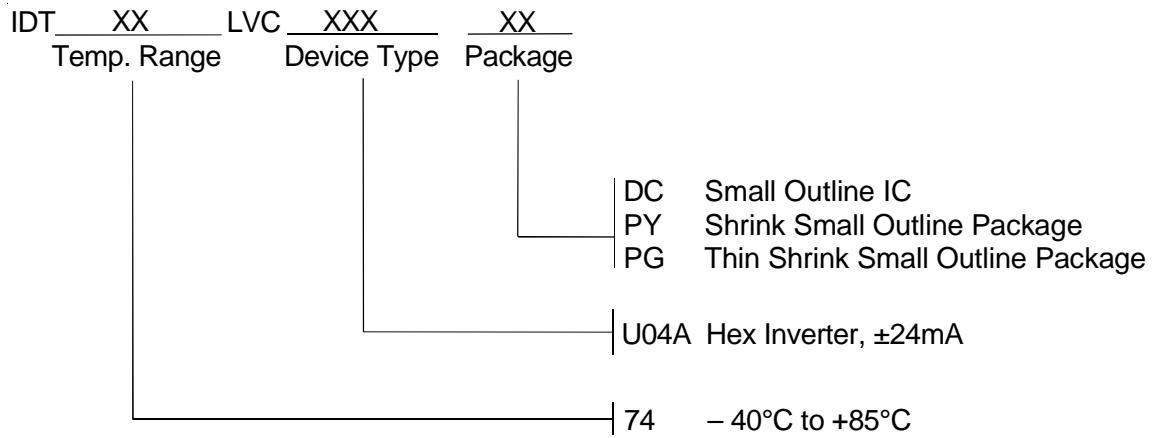 IDT XX LVC XXX XX
Temp. Range Device Type Package
DC Small Outline IC
PY Shrink Small Outline Package
PG Thin Shrink Small Outline Package
U04A Hex Inverter, ±24mA
74 – 40°C to +85°C